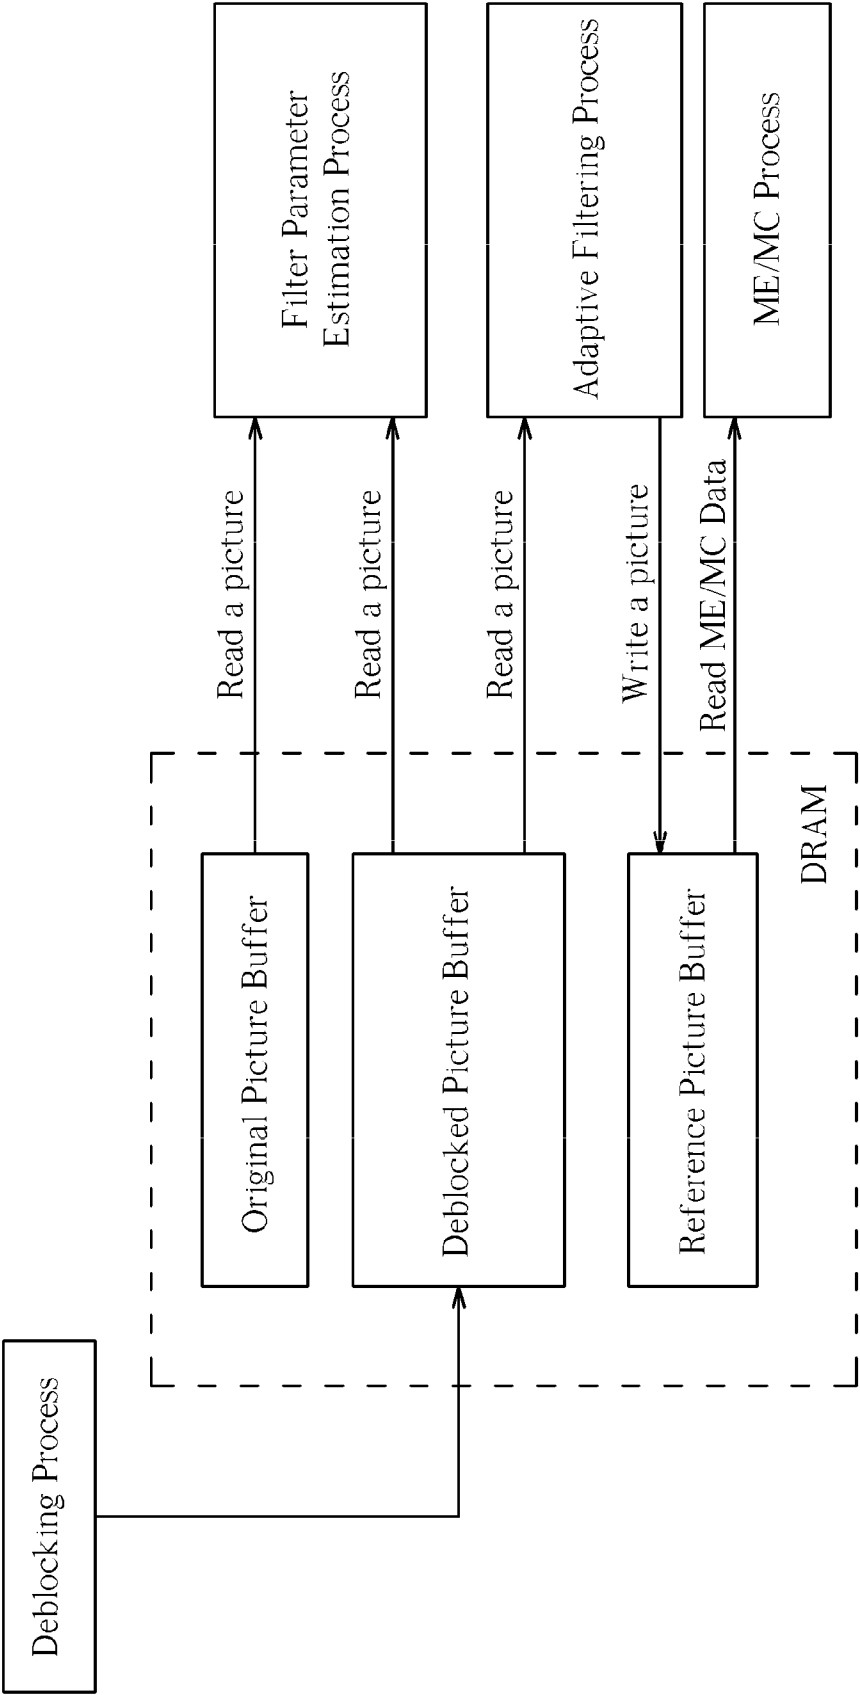 Deblocking Process
Original Picture Buffer
Read a picture
Filter Parameter
Estimation Process
Deblocked Picture Buffer
Read a picture
Read a picture
Adaptive Filtering Process
Write a picture
Reference Picture Buffer
Read ME/MC Data
ME/MC Process
DRAM